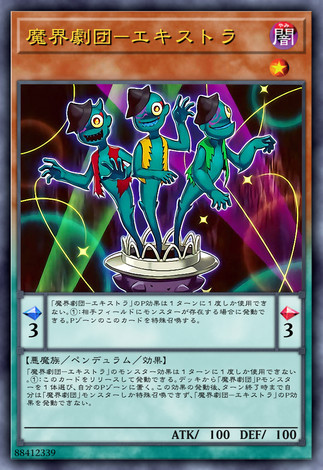 魔界劇団－エキストラ
やみ
闇
「魔界劇団－エキストラ」のP効果は１ターンに１度しか使用でき
ない。①：相手フィールドにモンスターが存在する場合に発動で
きる。Pゾーンのこのカードを特殊召喚する。
3
3
【悪魔族／ペンデュラム／効果】
「魔界劇団－エキストラ」のモンスター効果は１ターンに１度しか使用できな
い。①：このカードをリリースして発動できる。デッキから「魔界劇団」Pモンスタ
ーを１体選び、自分のPゾーンに置く。この効果の発動後、ターン終了時まで自
分は「魔界劇団」モンスターしか特殊召喚できず、「魔界劇団－エキストラ」のP
効果を発動できない。
ATK/ 100 DEF/ 100
88412339